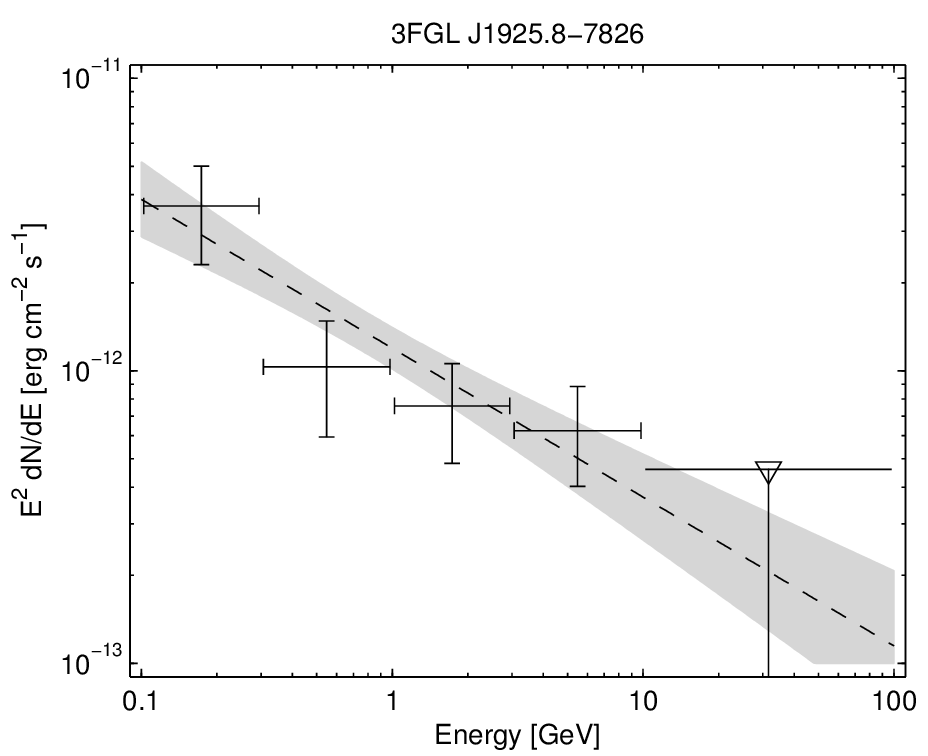 3FGL J1925.8−7826
10⁻¹¹
10⁻¹²
10⁻¹³
E² dN/dE [erg cm⁻² s⁻¹]
0.1 1 10 100
Energy [GeV]